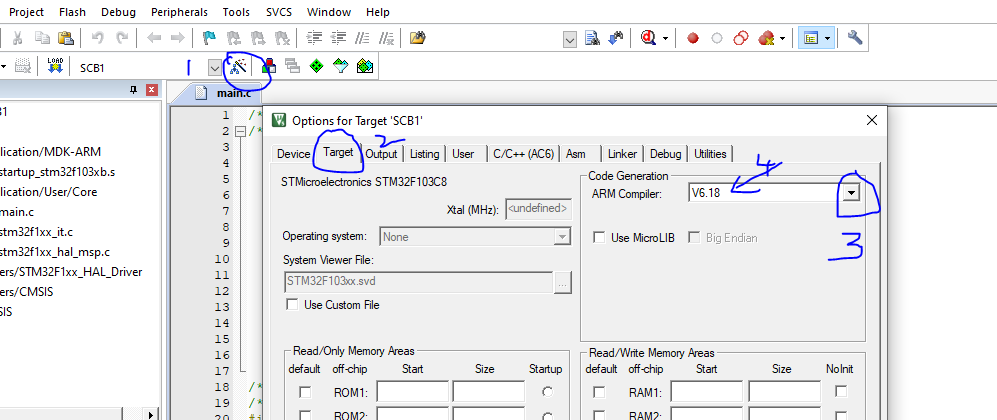 Project Flash Debug Peripherals Tools SVCS Window Help
LOAD SCB1 1
main.c
1 /*
2 /*
3
4
5
6
7
8
9
10
11
12
13
14
15
16
17
18 /*
19 /*
20 #i
31
lication/MDK-ARM
startup_stm32f103xb.s
lication/User/Core
main.c
stm32f1xx_it.c
stm32f1xx_hal_msp.c
ers/STM32F1xx_HAL_Driver
ers/CMSIS
SIS
Options for Target 'SCB1'
2
Device Target Output Listing User C/C++ (AC6) Asm Linker Debug Utilities
STMicroelectronics STM32F103C8
Xtal (MHz): <undefined>
Operating system: None
System Viewer File:
STM32F103xx.svd ...
Use Custom File
Code Generation
4
ARM Compiler: V6.18
3
Use MicroLIB Big Endian
Read/Only Memory Areas
default off-chip Start Size Startup
ROM1:
ROM2:
Read/Write Memory Areas
default off-chip Start Size NoInit
RAM1:
RAM2: